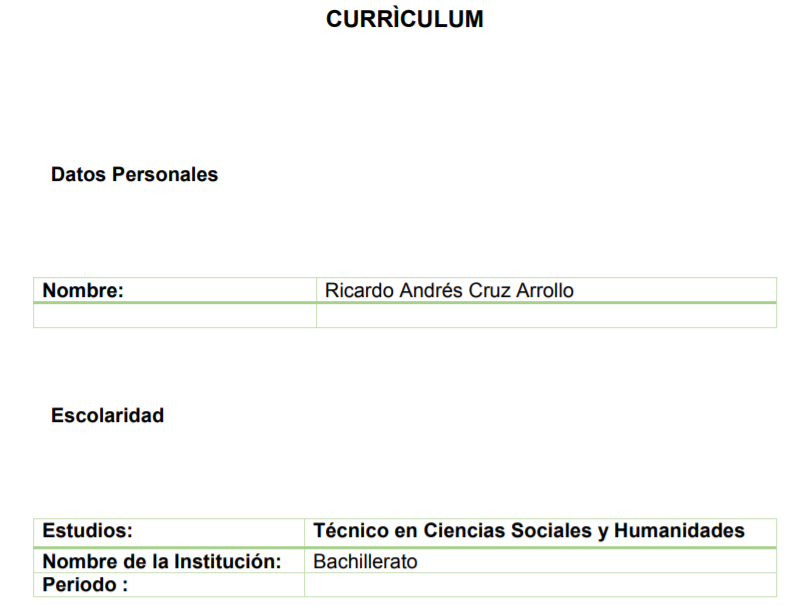 CURRÌCULUM
Datos Personales
Nombre: Ricardo Andrés Cruz Arrollo
Escolaridad
Estudios: Técnico en Ciencias Sociales y Humanidades
Nombre de la Institución: Bachillerato
Periodo :